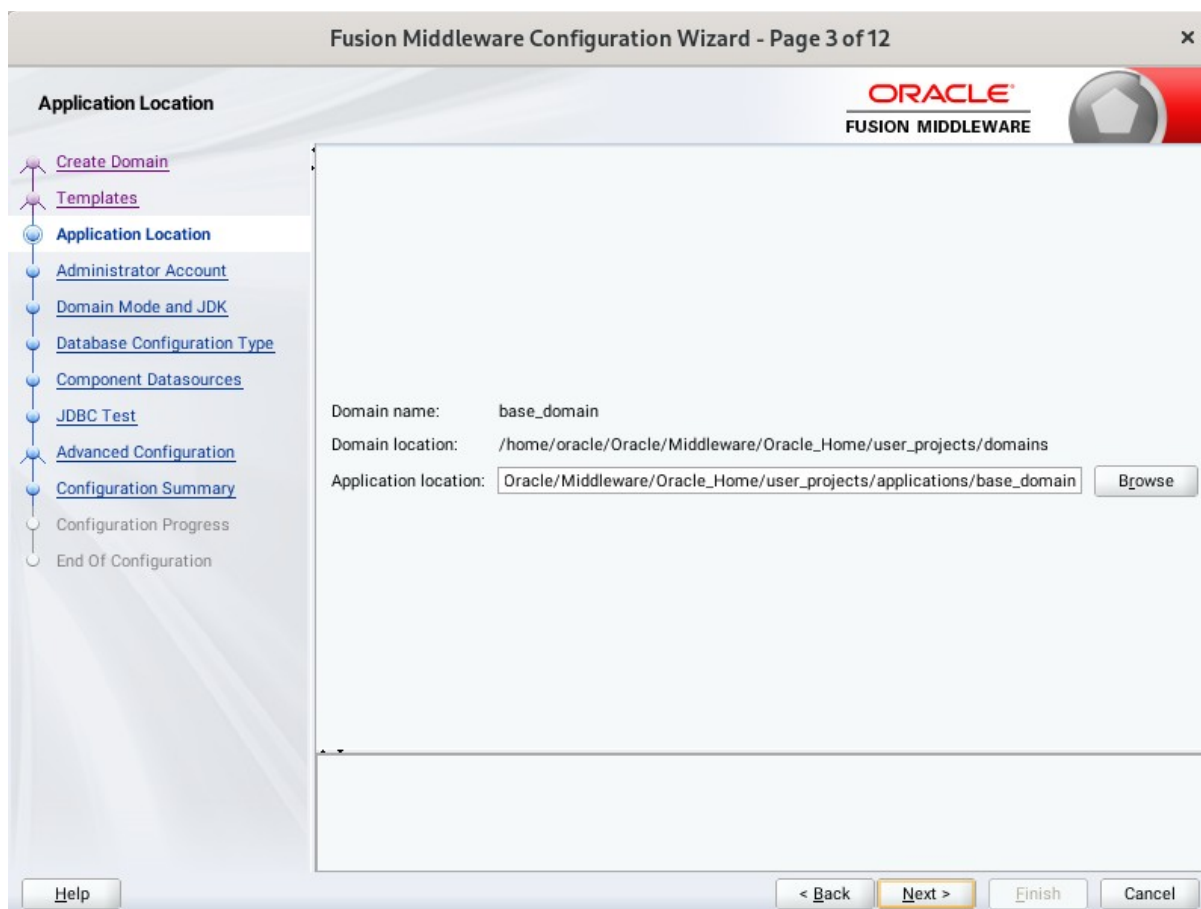 Fusion Middleware Configuration Wizard - Page 3 of 12
Application Location
ORACLE
FUSION MIDDLEWARE
Create Domain
Templates
Application Location
Administrator Account
Domain Mode and JDK
Database Configuration Type
Component Datasources
JDBC Test
Advanced Configuration
Configuration Summary
Configuration Progress
End Of Configuration
Domain name: base_domain
Domain location: /home/oracle/Oracle/Middleware/Oracle_Home/user_projects/domains
Application location: Oracle/Middleware/Oracle_Home/user_projects/applications/base_domain Browse
Help < Back Next > Finish Cancel